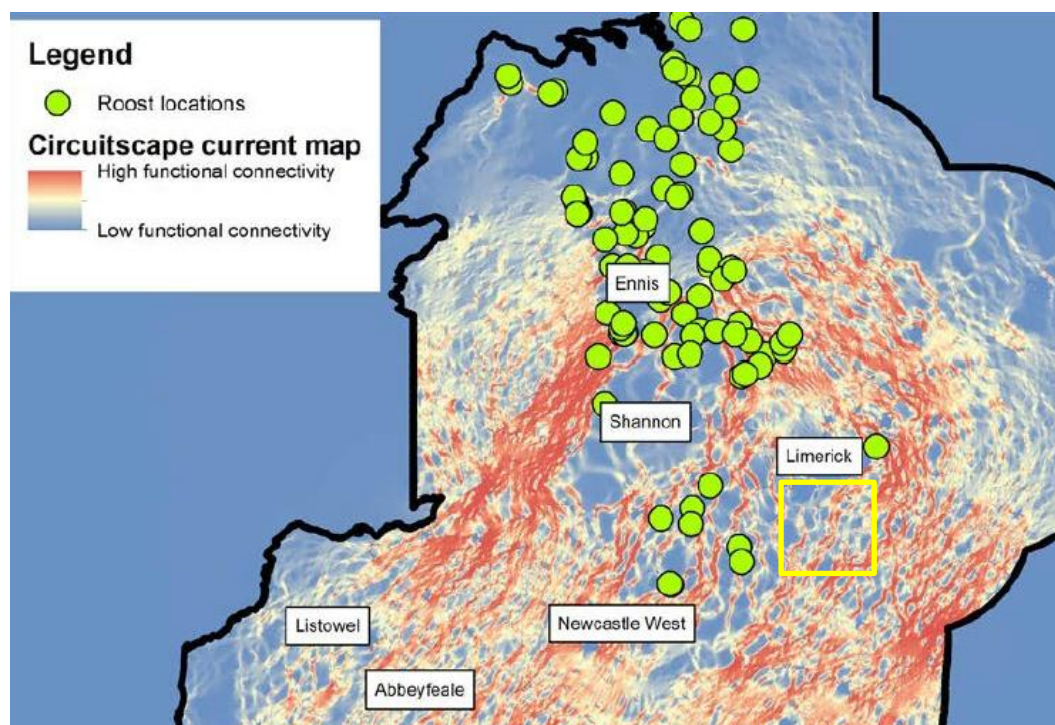 Legend
Roost locations
Circuitscape current map
High functional connectivity
Low functional connectivity
Ennis
Shannon
Limerick
Newcastle West
Listowel
Abbeyfeale